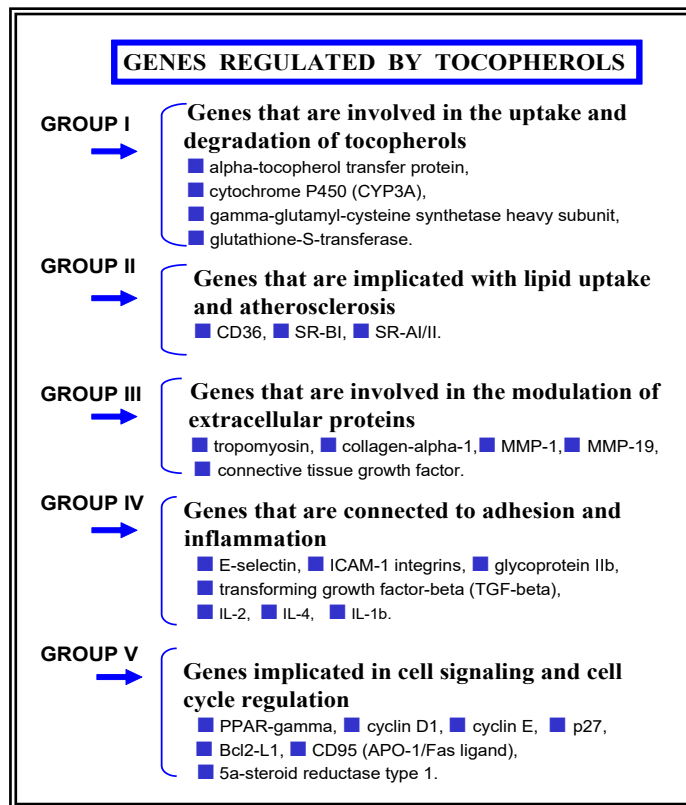 GENES REGULATED BY TOCOPHEROLS
GROUP I
Genes that are involved in the uptake and
degradation of tocopherols
alpha-tocopherol transfer protein,
cytochrome P450 (CYP3A),
gamma-glutamyl-cysteine synthetase heavy subunit,
glutathione-S-transferase.
GROUP II
Genes that are implicated with lipid uptake
and atherosclerosis
CD36, SR-BI, SR-AI/II.
GROUP III
Genes that are involved in the modulation of
extracellular proteins
tropomyosin, collagen-alpha-1, MMP-1, MMP-19,
connective tissue growth factor.
GROUP IV
Genes that are connected to adhesion and
inflammation
E-selectin, ICAM-1 integrins, glycoprotein IIb,
transforming growth factor-beta (TGF-beta),
IL-2, IL-4, IL-1b.
GROUP V
Genes implicated in cell signaling and cell
cycle regulation
PPAR-gamma, cyclin D1, cyclin E, p27,
Bcl2-L1, CD95 (APO-1/Fas ligand),
5a-steroid reductase type 1.